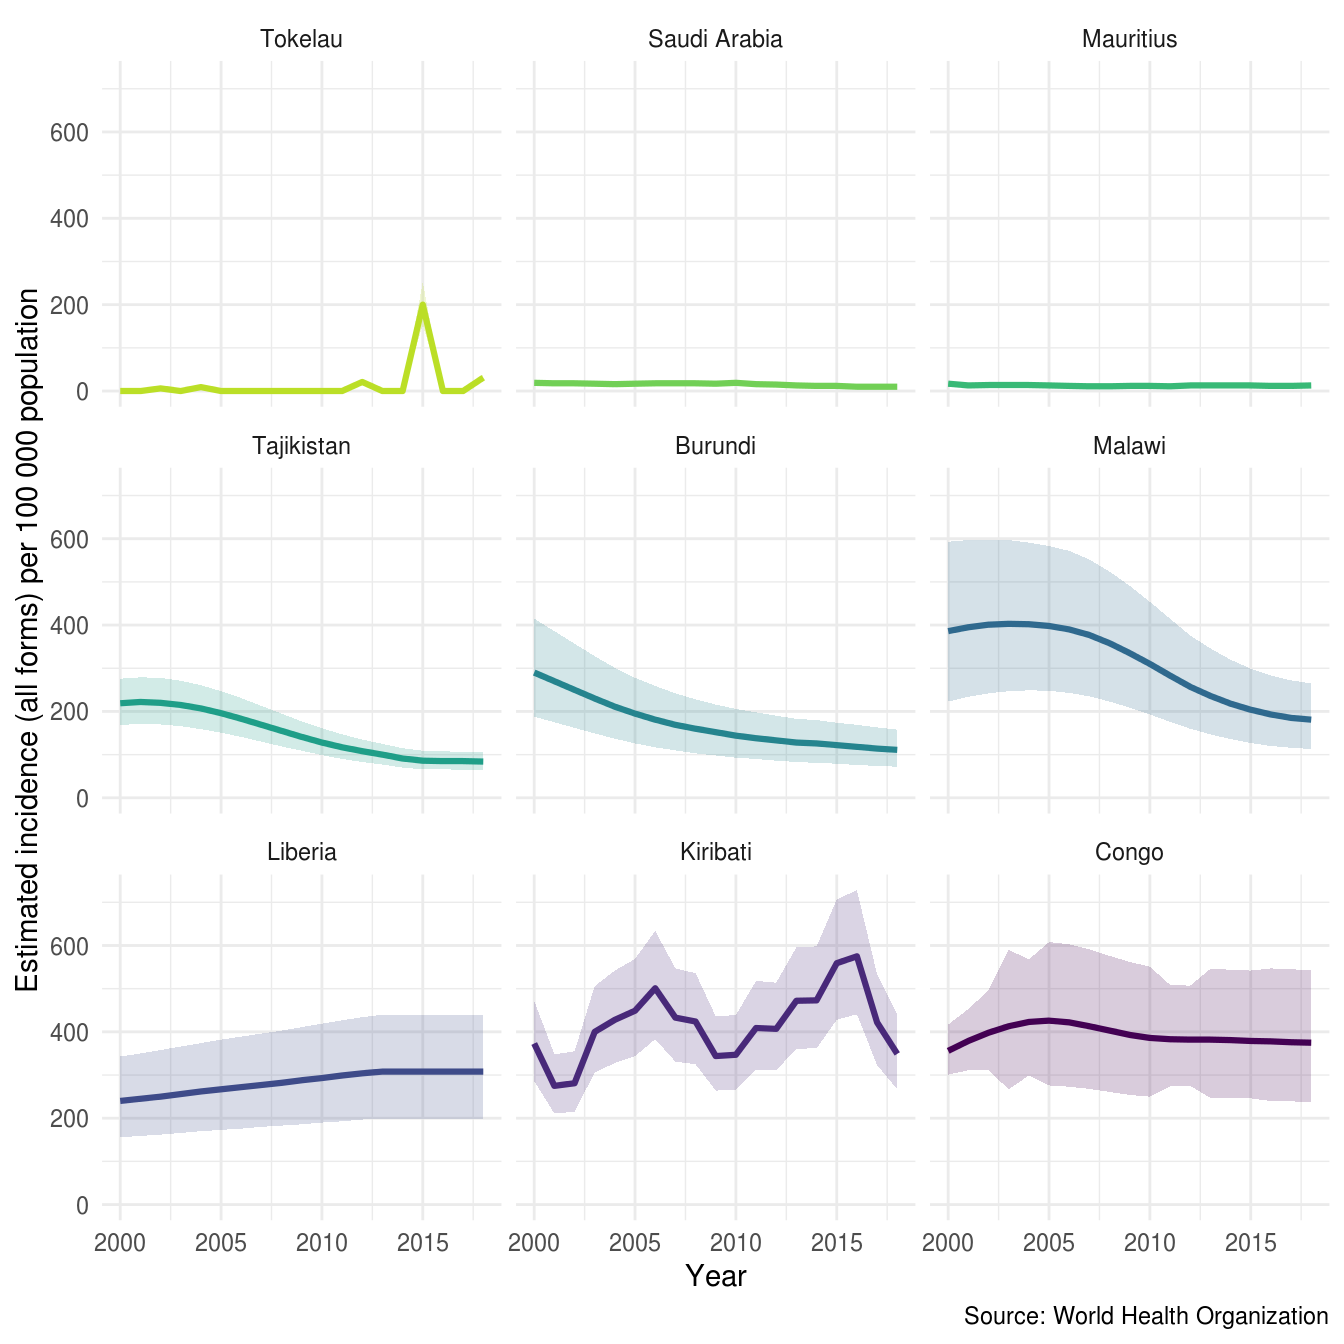 Tokelau
Saudi Arabia
Mauritius
600
400
200
0
Tajikistan
Burundi
Malawi
600
400
200
0
Liberia
Kiribati
Congo
600
400
200
0
2000 2005 2010 2015
2000 2005 2010 2015
2000 2005 2010 2015
Estimated incidence (all forms) per 100 000 population
Year
Source: World Health Organization